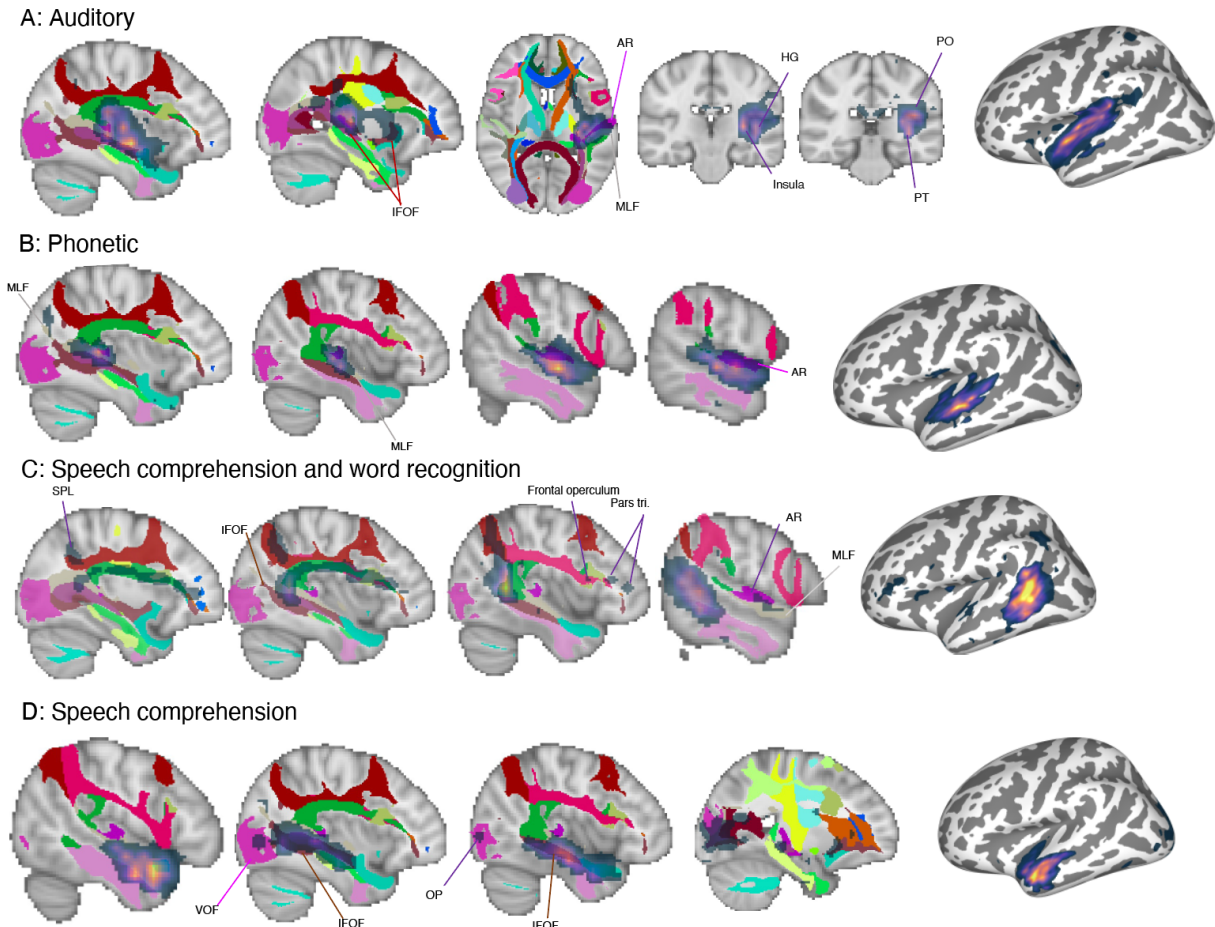 A: Auditory
AR
HG
PO
IFOF
Insula
MLF
PT
B: Phonetic
MLF
AR
MLF
C: Speech comprehension and word recognition
SPL
Frontal operculum
Pars tri.
IFOF
AR
MLF
D: Speech comprehension
VOF
IFOF
OP
IFOF